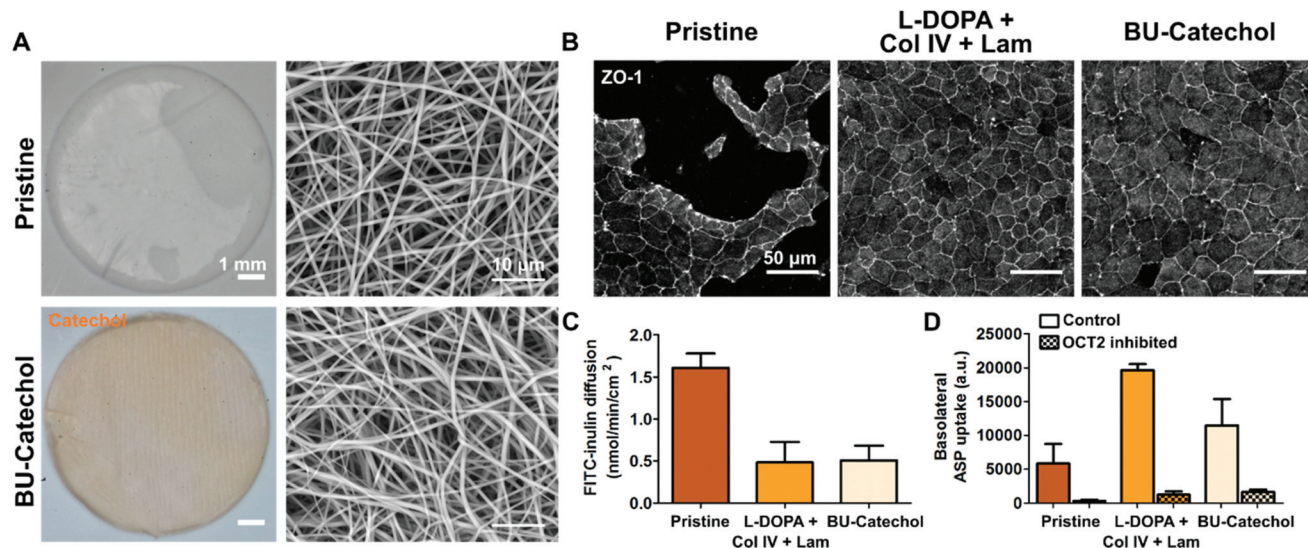 A
Pristine
1 mm
10 µm
BU-Catechol
Catechol
B
Pristine
L-DOPA +
Col IV + Lam
BU-Catechol
ZO-1
50 µm
C
FITC-inulin diffusion
(nmol/min/cm²)
2.0
1.5
1.0
0.5
0.0
Pristine
L-DOPA +
Col IV + Lam
BU-Catechol
D
Control
OCT2 inhibited
Basolateral
ASP uptake (a.u.)
25000
20000
15000
10000
5000
0
Pristine
L-DOPA +
Col IV + Lam
BU-Catechol